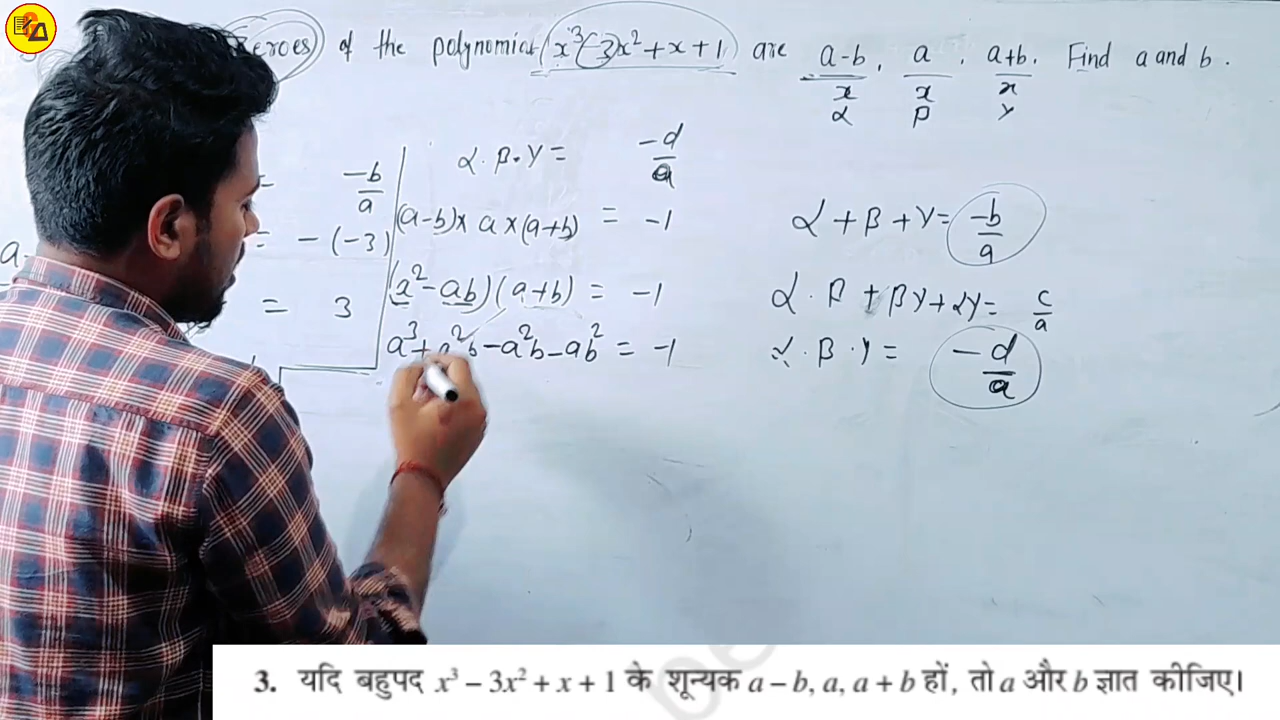 Zeroes of the polynomial x³ - 3x² + x + 1 are a-b, a, a+b. Find a and b.
x x x
α β γ
-b/a
= -(-3)
= 3
α . β . γ = -d/a
(a-b) x a x (a+b) = -1
(a² - ab)(a+b) = -1
a³ + a²b - a²b - ab² = -1
α + β + γ = -b/a
α . β + βγ + αγ = c/a
α . β . γ = -d/a
3. यदि बहुपद x³ – 3x² + x + 1 के शून्यक a – b, a, a + b हों, तो a और b ज्ञात कीजिए।